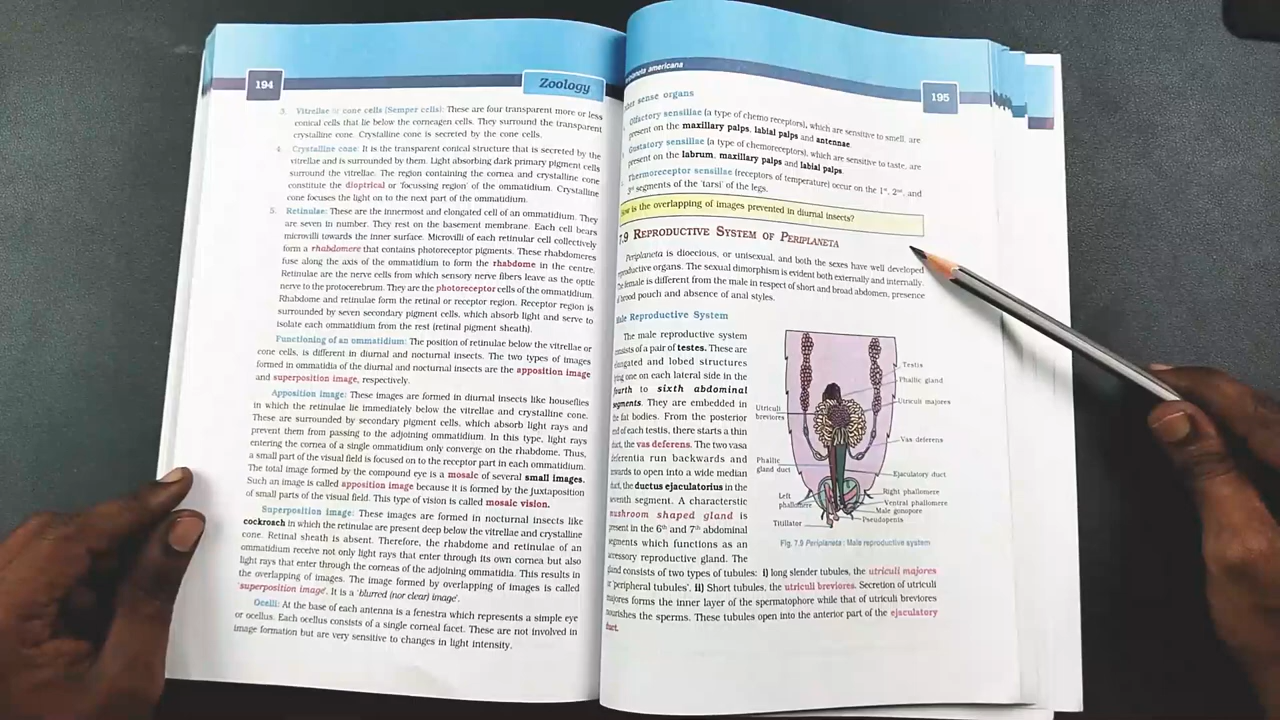 194
Zoology
3. Vitrellae or cone cells (Semper cells): These are four transparent more or less
conical cells that lie below the corneagen cells. They surround the transparent
crystalline cone. Crystalline cone is secreted by the cone cells.
4. Crystalline cone: It is the transparent conical structure that is secreted by the
vitrellae and is surrounded by them. Light absorbing dark primary pigment cells
surround the vitrellae. The region containing the cornea and crystalline cone
constitute the dioptrical or 'focussing region' of the ommatidium. Crystalline
cone focuses the light on to the next part of the ommatidium.
5. Retinulae: These are the innermost and elongated cell of an ommatidium. They
are seven in number. They rest on the basement membrane. Each cell bears
microvilli towards the inner surface. Microvilli of each retinular cell collectively
form a rhabdomere that contains photoreceptor pigments. These rhabdomeres
fuse along the axis of the ommatidium to form the rhabdome in the centre.
Retinulae are the nerve cells from which sensory nerve fibers leave as the optic
nerve to the protocerebrum. They are the photoreceptor cells of the ommatidium.
Rhabdome and retinulae form the retinal or receptor region. Receptor region is
surrounded by seven secondary pigment cells, which absorb light and serve to
isolate each ommatidium from the rest (retinal pigment sheath).
Functioning of an ommatidium: The position of retinulae below the vitrellae or
cone cells, is different in diurnal and nocturnal insects. The two types of images
formed in ommatidia of the diurnal and nocturnal insects are the apposition image
and superposition image, respectively.
Apposition image: These images are formed in diurnal insects like houseflies
in which the retinulae lie immediately below the vitrellae and crystalline cone.
These are surrounded by secondary pigment cells, which absorb light rays and
prevent them from passing to the adjoining ommatidium. In this type, light rays
entering the cornea of a single ommatidium only converge on the rhabdome. Thus,
a small part of the visual field is focused on to the receptor part in each ommatidium.
The total image formed by the compound eye is a mosaic of several small images.
Such an image is called apposition image because it is formed by the juxtaposition
of small parts of the visual field. This type of vision is called mosaic vision.
Superposition image: These images are formed in nocturnal insects like
cockroach in which the retinulae are present deep below the vitrellae and crystalline
cone. Retinal sheath is absent. Therefore, the rhabdome and retinulae of an
ommatidium receive not only light rays that enter through its own cornea but also
light rays that enter through the corneas of the adjoining ommatidia. This results in
the overlapping of images. The image formed by overlapping of images is called
'superposition image'. It is a 'blurred (not clear) image'.
Ocelli: At the base of each antenna is a fenestra which represents a simple eye
or ocellus. Each ocellus consists of a single corneal facet. These are not involved in
image formation but are very sensitive to changes in light intensity.
americana
195
sense organs
Olfactory sensillae (a type of chemo receptors), which are sensitive to smell, are
present on the maxillary palps, labial palps and antennae.
Gustatory sensillae (a type of chemoreceptors), which are sensitive to taste, are
present on the labrum, maxillary palps and labial palps.
Thermoreceptor sensillae (receptors of temperature) occur on the 1st, 2nd, and
3rd segments of the 'tarsi' of the legs.
How is the overlapping of images prevented in diurnal insects?
7.9 REPRODUCTIVE SYSTEM OF PERIPLANETA
Periplaneta is dioecious, or unisexual, and both the sexes have well developed
reproductive organs. The sexual dimorphism is evident both externally and internally.
The female is different from the male in respect of short and broad abdomen, presence
of brood pouch and absence of anal styles.
Male Reproductive System
The male reproductive system
consists of a pair of testes. These are
elongated and lobed structures
lying one on each lateral side in the
fourth to sixth abdominal
segments. They are embedded in
the fat bodies. From the posterior
end of each testis, there starts a thin
duct, the vas deferens. The two vasa
deferentia run backwards and
inwards to open into a wide median
duct, the ductus ejaculatorius in the
seventh segment. A characterstic
mushroom shaped gland is
present in the 6th and 7th abdominal
segments which functions as an
accessory reproductive gland. The
gland consists of two types of tubules: i) long slender tubules, the utriculi majores
or 'peripheral tubules'. ii) Short tubules, the utriculi breviores. Secretion of utriculi
majores forms the inner layer of the spermatophore while that of utriculi breviores
nourishes the sperms. These tubules open into the anterior part of the ejaculatory
duct.
Testis
Phallic gland
Utriculi majores
Utriculi
breviores
Vas deferens
Phallic
gland duct
Ejaculatory duct
Left
phallomere
Right phallomere
Ventral phallomere
Male gonopore
Pseudopenis
Titillator
Fig. 7.9 Periplaneta : Male reproductive system